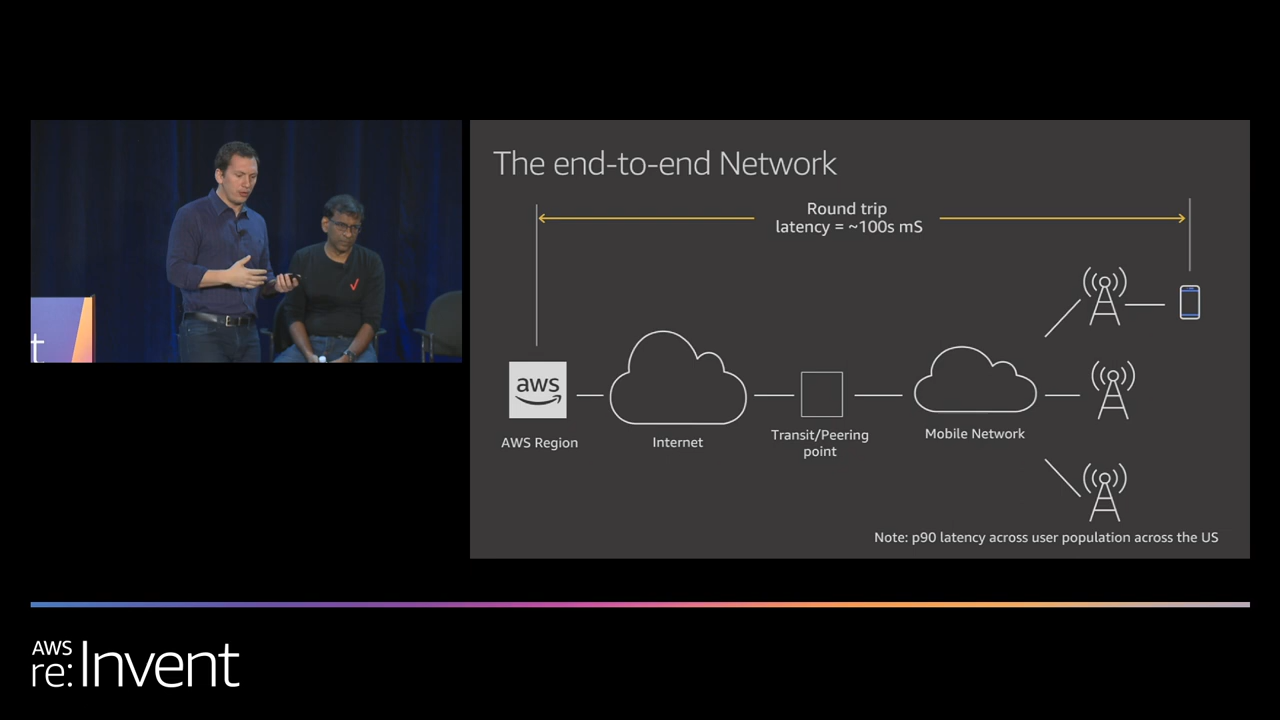 The end-to-end Network
Round trip
latency = ~100s mS
aws
AWS Region
Internet
Transit/Peering
point
Mobile Network
Note: p90 latency across user population across the US
t
AWS
re:Invent